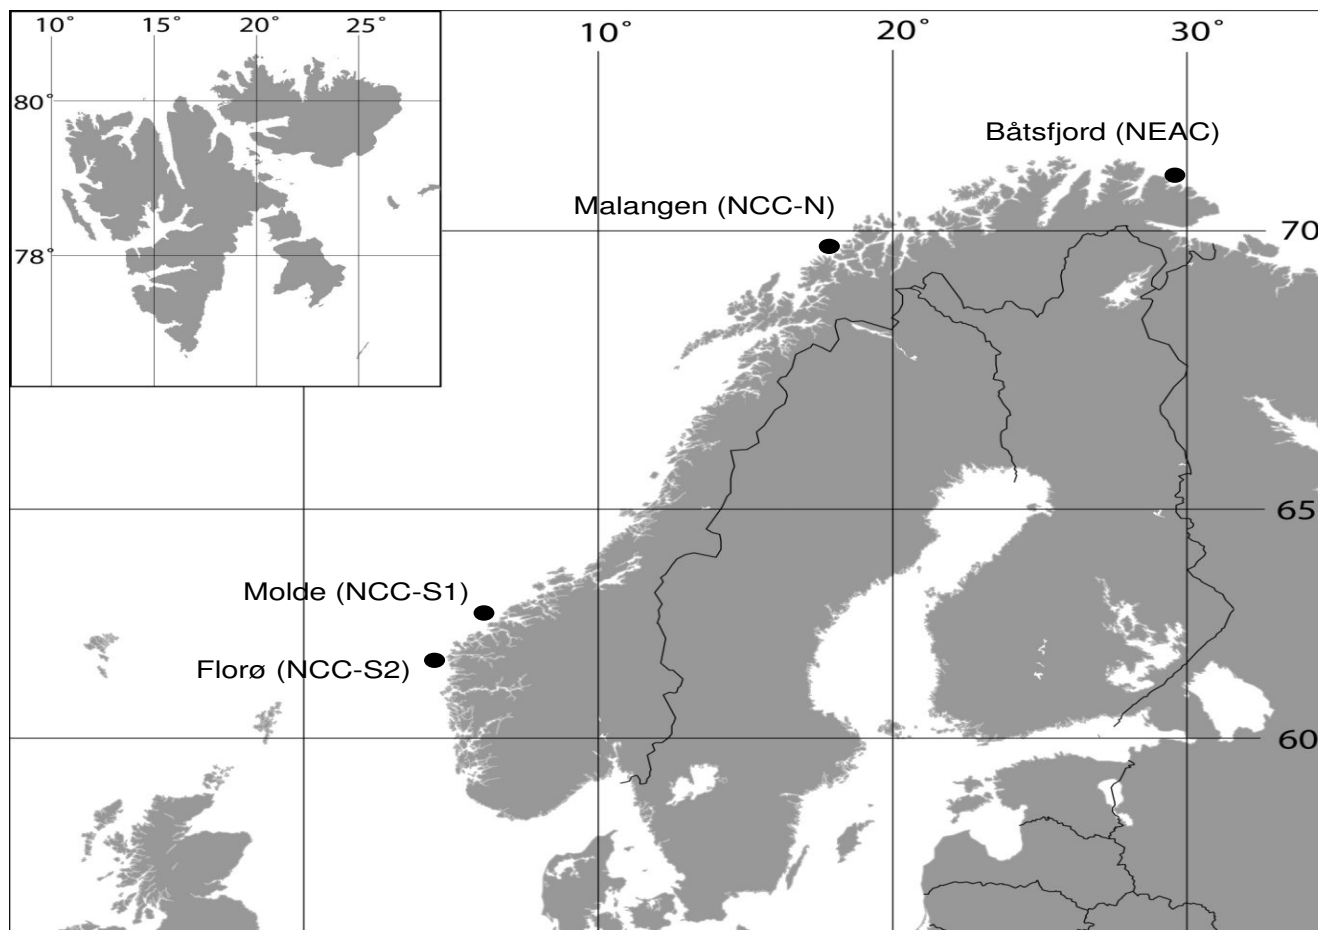 10° 15° 20° 25°
10° 20° 30°
80°
78°
Båtsfjord (NEAC)
Malangen (NCC-N)
70
65
Molde (NCC-S1)
Florø (NCC-S2)
60